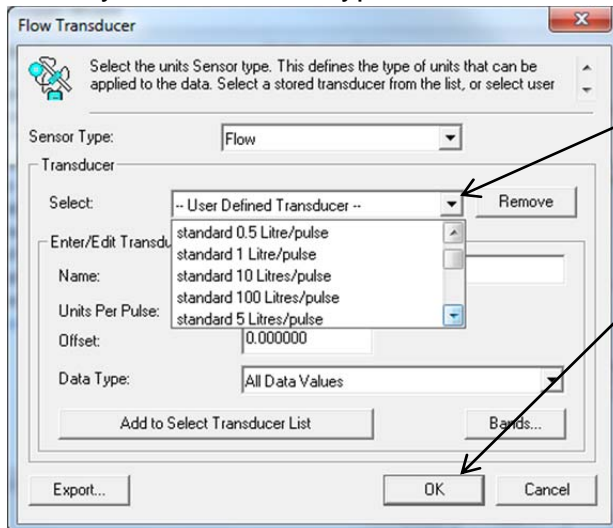 Flow Transducer
Select the units Sensor type. This defines the type of units that can be
applied to the data. Select a stored transducer from the list, or select user
Sensor Type: Flow
Transducer
Select: -- User Defined Transducer -- Remove
standard 0.5 Litre/pulse
standard 1 Litre/pulse
standard 10 Litres/pulse
standard 100 Litres/pulse
standard 5 Litres/pulse
Enter/Edit Transdu
Name:
Units Per Pulse:
Offset: 0.000000
Data Type: All Data Values
Add to Select Transducer List Bands...
Export... OK Cancel